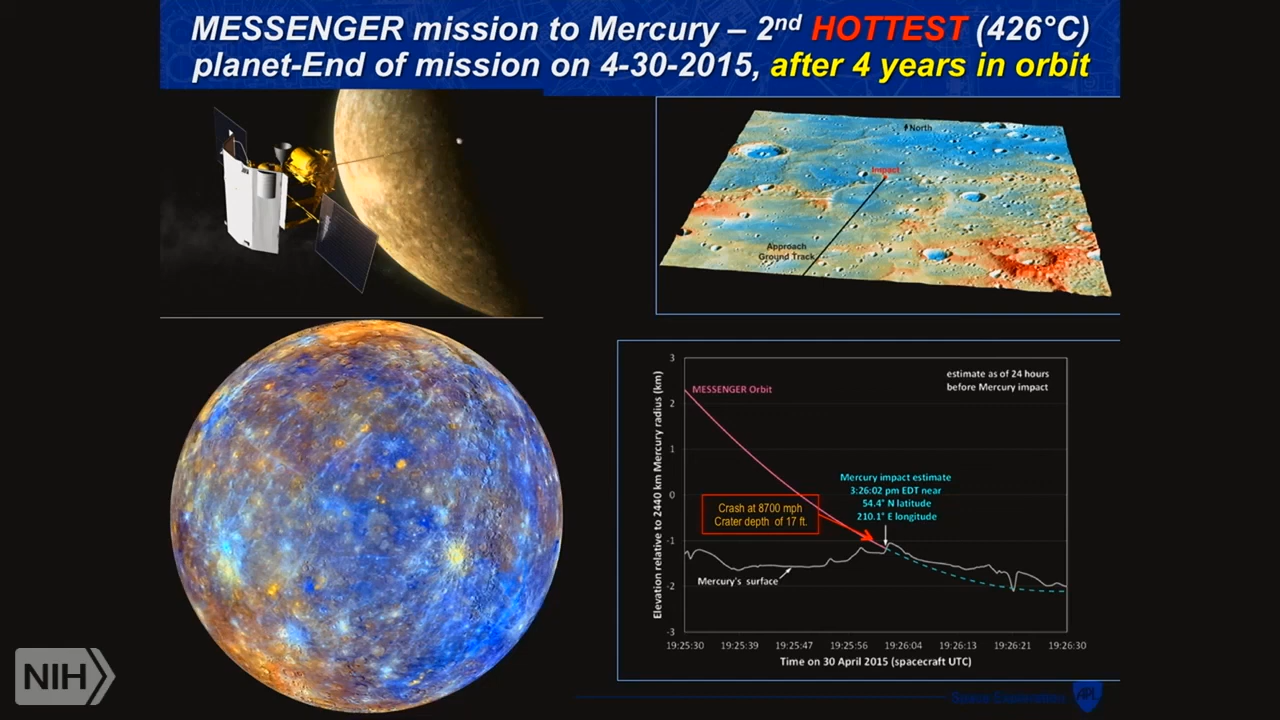 MESSENGER mission to Mercury – 2nd HOTTEST (426°C)
planet-End of mission on 4-30-2015, after 4 years in orbit
North
Impact
Approach
Ground Track
3
2
1
0
-1
-2
-3
Elevation relative to 2440 km Mercury radius (km)
MESSENGER Orbit
estimate as of 24 hours
before Mercury impact
Mercury impact estimate
3:26:02 pm EDT near
54.4° N latitude
210.1° E longitude
Crash at 8700 mph
Crater depth of 17 ft.
Mercury's surface
19:25:30 19:25:39 19:25:47 19:25:56 19:26:04 19:26:13 19:26:21 19:26:30
Time on 30 April 2015 (spacecraft UTC)
NIH
Space Exploration
APL